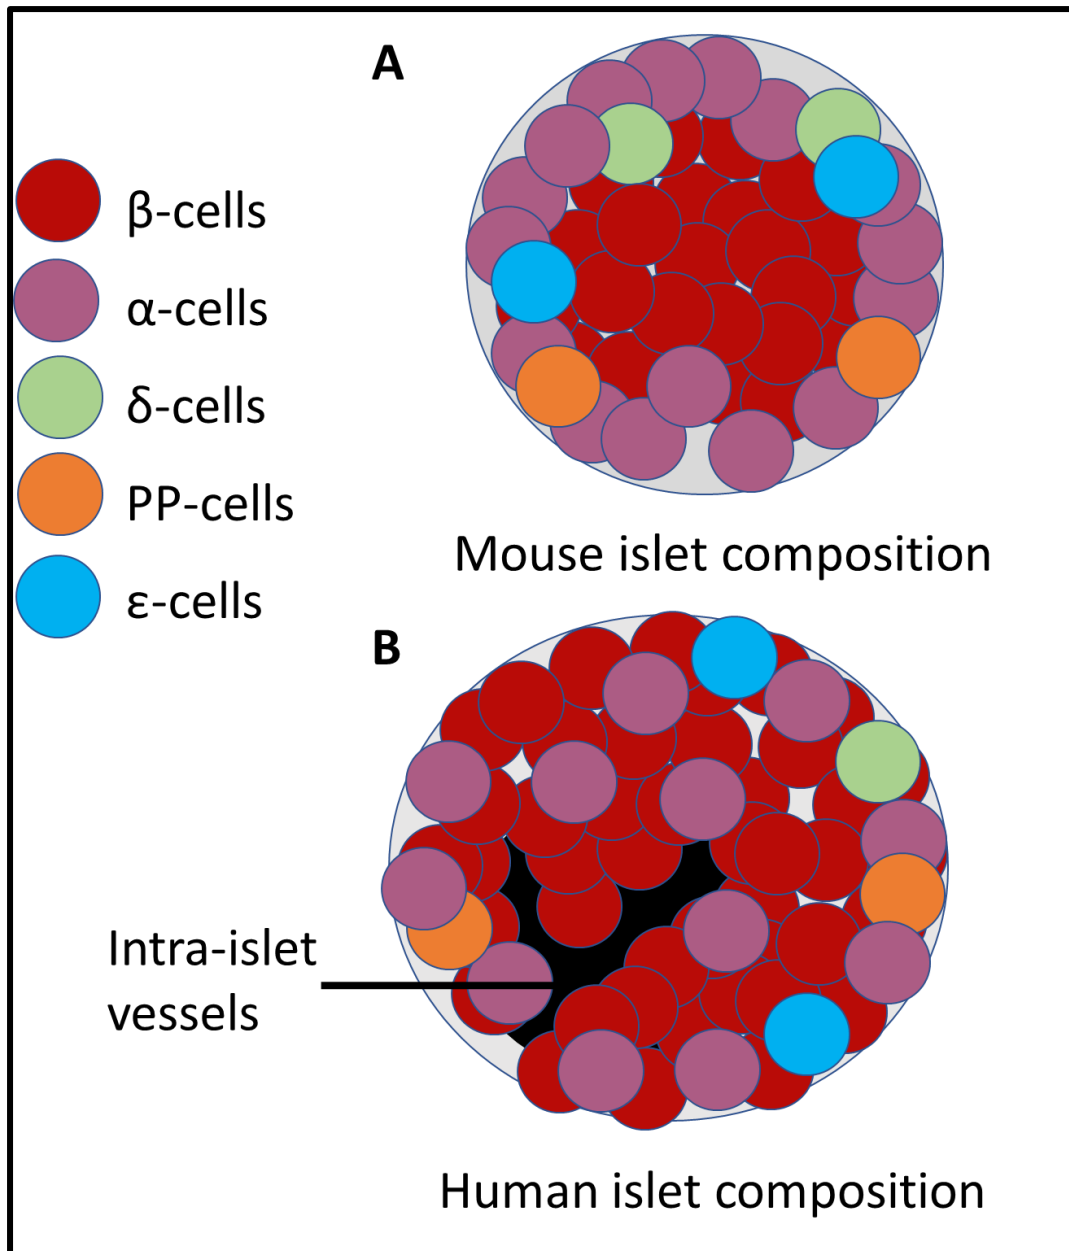 A
β-cells
α-cells
δ-cells
PP-cells
ε-cells
Mouse islet composition
B
Intra-islet
vessels
Human islet composition